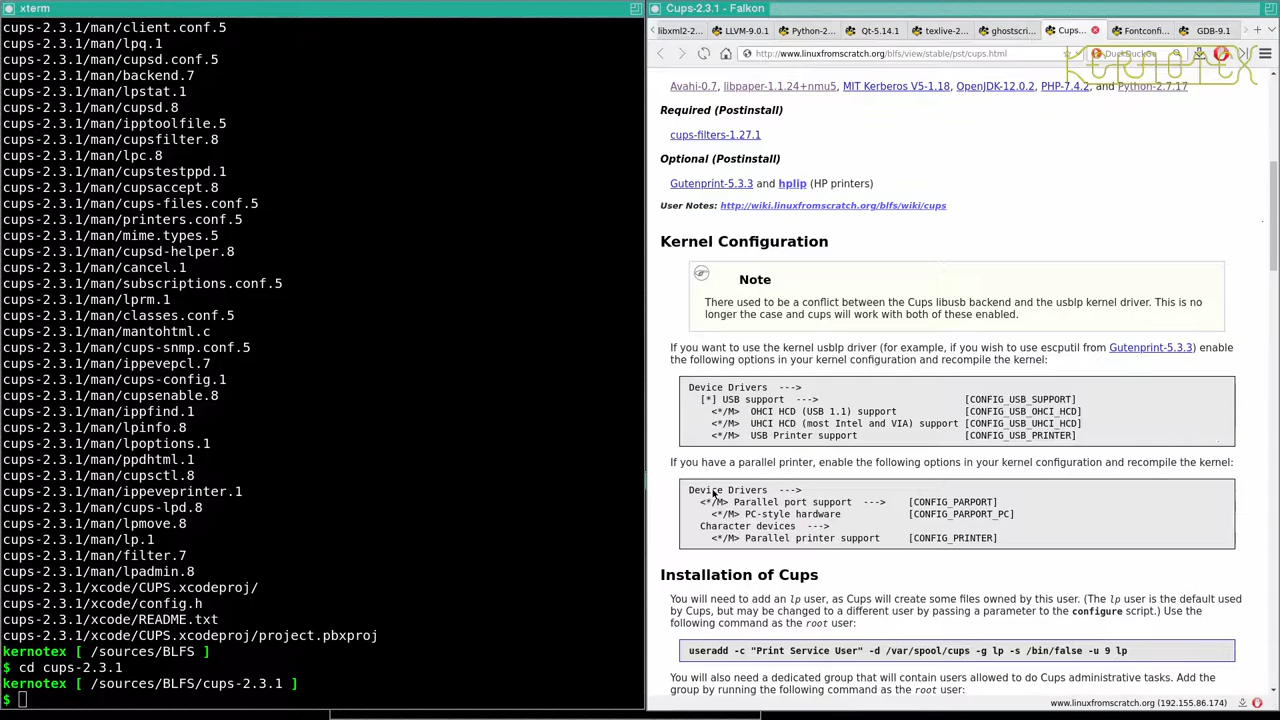 xterm
cups-2.3.1/man/client.conf.5
cups-2.3.1/man/lpq.1
cups-2.3.1/man/cupsd.conf.5
cups-2.3.1/man/backend.7
cups-2.3.1/man/lpstat.1
cups-2.3.1/man/cupsd.8
cups-2.3.1/man/ipptoolfile.5
cups-2.3.1/man/cupsfilter.8
cups-2.3.1/man/lpc.8
cups-2.3.1/man/cupstestppd.1
cups-2.3.1/man/cupsaccept.8
cups-2.3.1/man/cups-files.conf.5
cups-2.3.1/man/printers.conf.5
cups-2.3.1/man/mime.types.5
cups-2.3.1/man/cupsd-helper.8
cups-2.3.1/man/cancel.1
cups-2.3.1/man/subscriptions.conf.5
cups-2.3.1/man/lprm.1
cups-2.3.1/man/classes.conf.5
cups-2.3.1/man/mantohtml.c
cups-2.3.1/man/cups-snmp.conf.5
cups-2.3.1/man/ippevepcl.7
cups-2.3.1/man/cups-config.1
cups-2.3.1/man/cupsenable.8
cups-2.3.1/man/ippfind.1
cups-2.3.1/man/lpinfo.8
cups-2.3.1/man/lpoptions.1
cups-2.3.1/man/ppdhtml.1
cups-2.3.1/man/cupsctl.8
cups-2.3.1/man/ippeveprinter.1
cups-2.3.1/man/cups-lpd.8
cups-2.3.1/man/lpmove.8
cups-2.3.1/man/lp.1
cups-2.3.1/man/filter.7
cups-2.3.1/man/lpadmin.8
cups-2.3.1/xcode/CUPS.xcodeproj/
cups-2.3.1/xcode/config.h
cups-2.3.1/xcode/README.txt
cups-2.3.1/xcode/CUPS.xcodeproj/project.pbxproj
kernotex [ /sources/BLFS ]
$ cd cups-2.3.1
kernotex [ /sources/BLFS/cups-2.3.1 ]
$
Cups-2.3.1 - Falkon
libxml2-2... LLVM-9.0.1 Python-2... Qt-5.14.1 texlive-2... ghostscri... Cups... Fontconfi... GDB-9.1
http://www.linuxfromscratch.org/blfs/view/stable/pst/cups.html DuckDuckGo
KERNOTEX
Avahi-0.7, libpaper-1.1.24+nmu5, MIT Kerberos V5-1.18, OpenJDK-12.0.2, PHP-7.4.2, and Python-2.7.17
Required (Postinstall)
cups-filters-1.27.1
Optional (Postinstall)
Gutenprint-5.3.3 and hplip (HP printers)
User Notes: http://wiki.linuxfromscratch.org/blfs/wiki/cups
Kernel Configuration
Note
There used to be a conflict between the Cups libusb backend and the usblp kernel driver. This is no
longer the case and cups will work with both of these enabled.
If you want to use the kernel usblp driver (for example, if you wish to use escputil from Gutenprint-5.3.3) enable
the following options in your kernel configuration and recompile the kernel:
Device Drivers --->
[*] USB support ---> [CONFIG_USB_SUPPORT]
<*/M> OHCI HCD (USB 1.1) support [CONFIG_USB_OHCI_HCD]
<*/M> UHCI HCD (most Intel and VIA) support [CONFIG_USB_UHCI_HCD]
<*/M> USB Printer support [CONFIG_USB_PRINTER]
If you have a parallel printer, enable the following options in your kernel configuration and recompile the kernel:
Device Drivers --->
<*/M> Parallel port support ---> [CONFIG_PARPORT]
<*/M> PC-style hardware [CONFIG_PARPORT_PC]
Character devices --->
<*/M> Parallel printer support [CONFIG_PRINTER]
Installation of Cups
You will need to add an lp user, as Cups will create some files owned by this user. (The lp user is the default used
by Cups, but may be changed to a different user by passing a parameter to the configure script.) Use the
following command as the root user:
useradd -c "Print Service User" -d /var/spool/cups -g lp -s /bin/false -u 9 lp
You will also need a dedicated group that will contain users allowed to do Cups administrative tasks. Add the
group by running the following command as the root user:
www.linuxfromscratch.org (192.155.86.174)